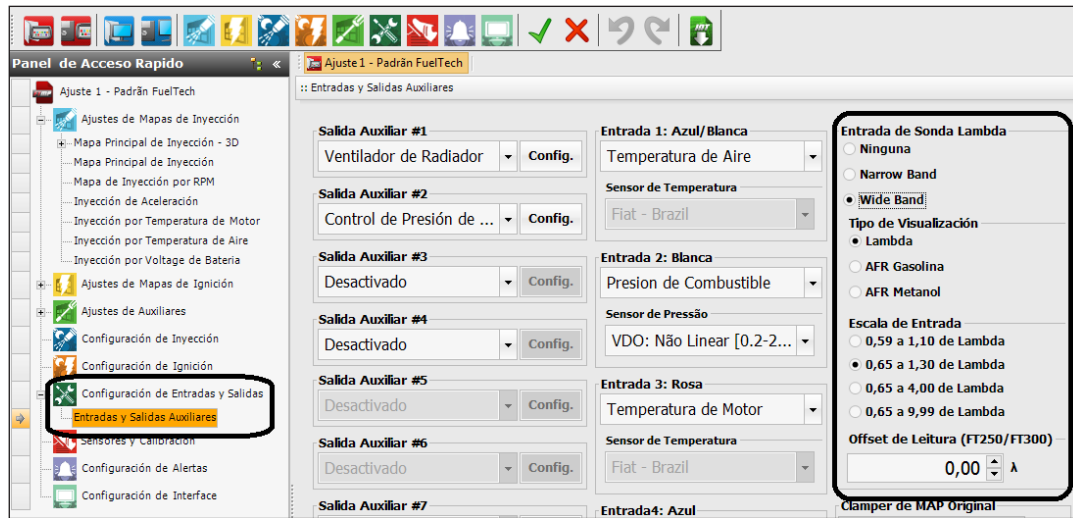 Panel de Acceso Rapido
Ajuste 1 - Padrãn FuelTech
Ajustes de Mapas de Inyección
Mapa Principal de Inyección - 3D
Mapa Principal de Inyección
Mapa de Inyección por RPM
Inyección de Aceleración
Inyección por Temperatura de Motor
Inyección por Temperatura de Aire
Inyección por Voltage de Bateria
Ajustes de Mapas de Ignición
Ajustes de Auxiliares
Configuración de Inyección
Configuración de Ignición
Configuración de Entradas y Salidas
Entradas y Salidas Auxiliares
Sensores y Calibración
Configuración de Alertas
Configuración de Interface
Ajuste 1 - Padrãn FuelTech
:: Entradas y Salidas Auxiliares
Salida Auxiliar #1
Ventilador de Radiador
Config.
Salida Auxiliar #2
Control de Presión de ...
Config.
Salida Auxiliar #3
Desactivado
Config.
Salida Auxiliar #4
Desactivado
Config.
Salida Auxiliar #5
Desactivado
Config.
Salida Auxiliar #6
Desactivado
Config.
Salida Auxiliar #7
Entrada 1: Azul/Blanca
Temperatura de Aire
Sensor de Temperatura
Fiat - Brazil
Entrada 2: Blanca
Presion de Combustible
Sensor de Pressão
VDO: Não Linear [0.2-2...
Entrada 3: Rosa
Temperatura de Motor
Sensor de Temperatura
Fiat - Brazil
Entrada4: Azul
Entrada de Sonda Lambda
Ninguna
Narrow Band
Wide Band
Tipo de Visualización
Lambda
AFR Gasolina
AFR Metanol
Escala de Entrada
0,59 a 1,10 de Lambda
0,65 a 1,30 de Lambda
0,65 a 4,00 de Lambda
0,65 a 9,99 de Lambda
Offset de Leitura (FT250/FT300)
0,00 λ
Clamper de MAP Original